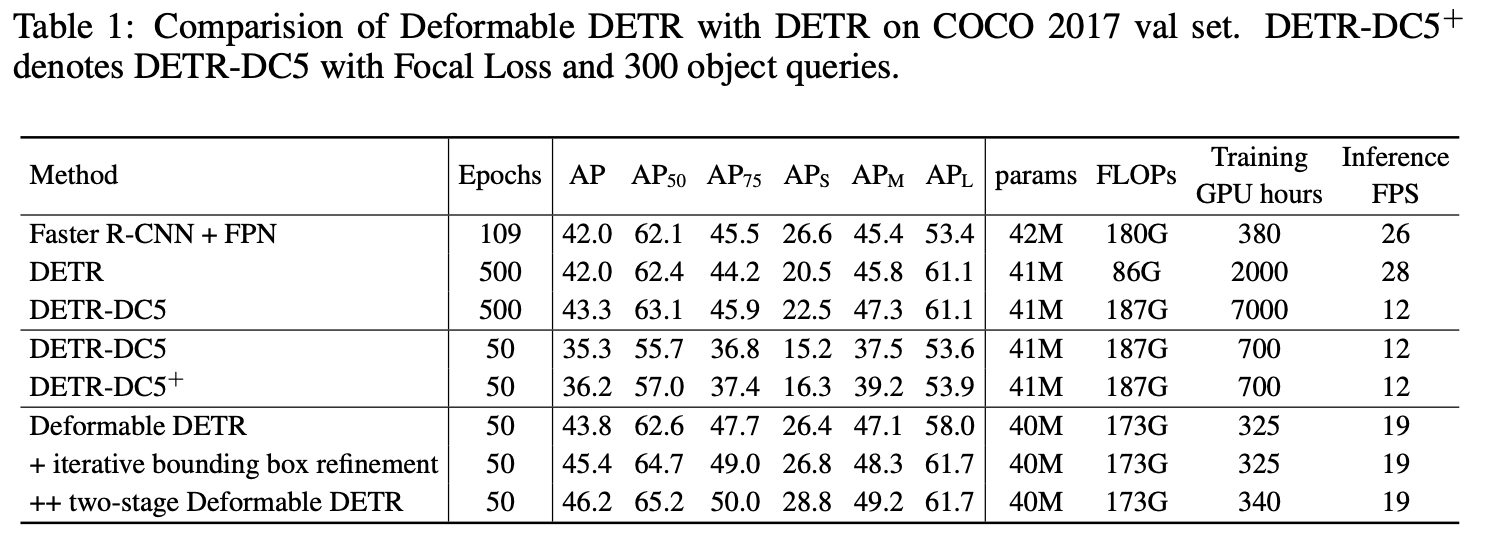 Table 1: Comparision of Deformable DETR with DETR on COCO 2017 val set. DETR-DC5+
denotes DETR-DC5 with Focal Loss and 300 object queries.
Method Epochs AP AP50 AP75 APS APM APL params FLOPs Training GPU hours Inference FPS
Faster R-CNN + FPN 109 42.0 62.1 45.5 26.6 45.4 53.4 42M 180G 380 26
DETR 500 42.0 62.4 44.2 20.5 45.8 61.1 41M 86G 2000 28
DETR-DC5 500 43.3 63.1 45.9 22.5 47.3 61.1 41M 187G 7000 12
DETR-DC5 50 35.3 55.7 36.8 15.2 37.5 53.6 41M 187G 700 12
DETR-DC5+ 50 36.2 57.0 37.4 16.3 39.2 53.9 41M 187G 700 12
Deformable DETR 50 43.8 62.6 47.7 26.4 47.1 58.0 40M 173G 325 19
+ iterative bounding box refinement 50 45.4 64.7 49.0 26.8 48.3 61.7 40M 173G 325 19
++ two-stage Deformable DETR 50 46.2 65.2 50.0 28.8 49.2 61.7 40M 173G 340 19